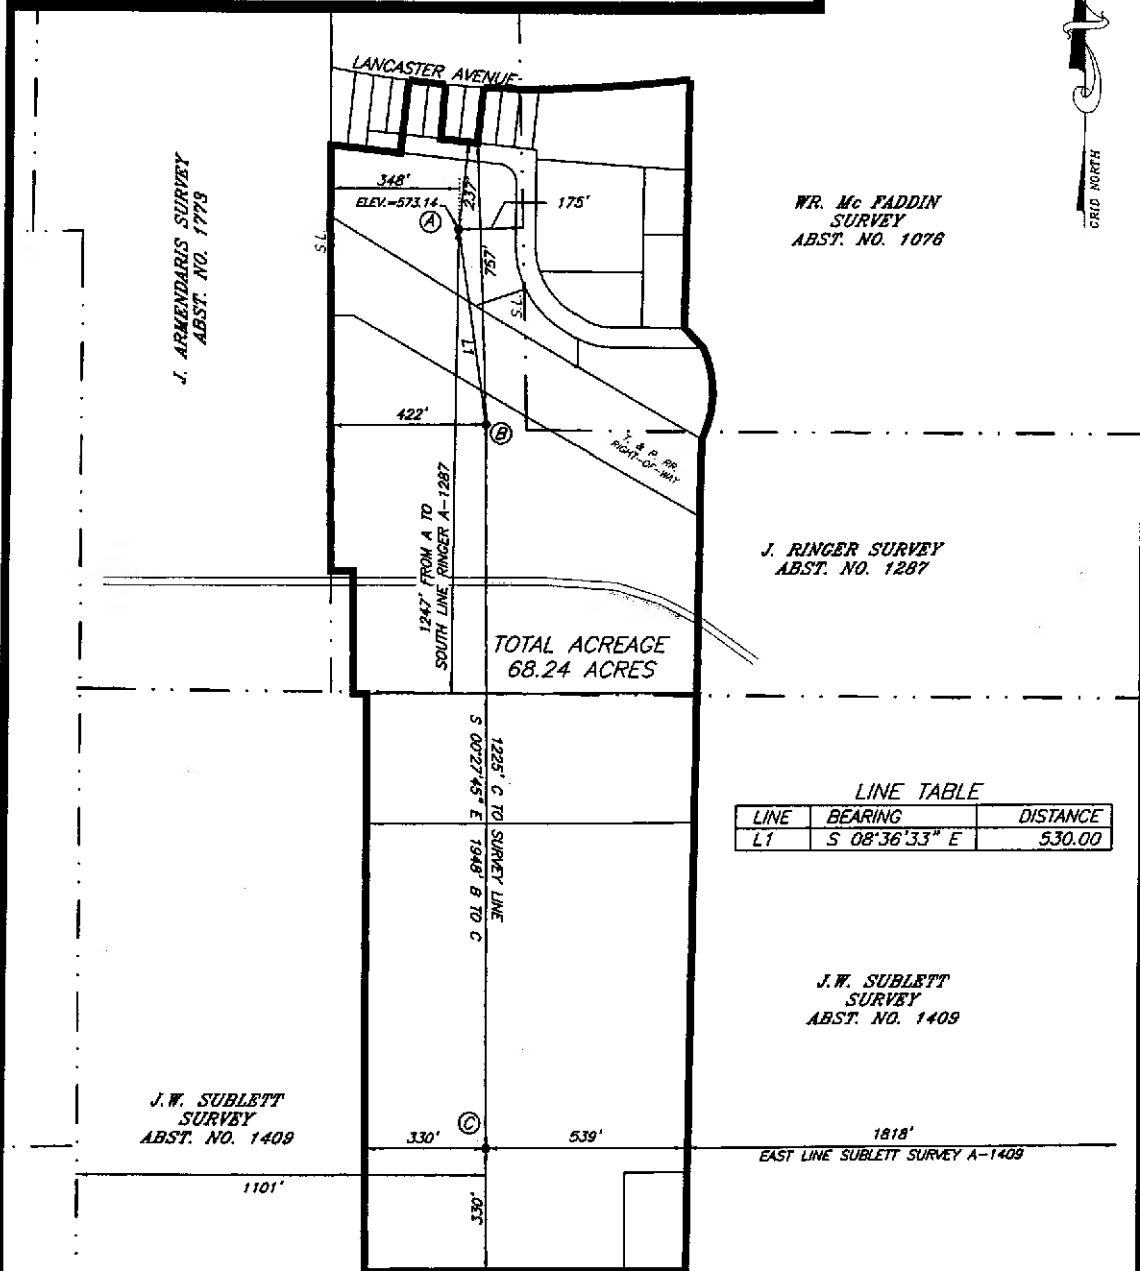 GRID NORTH
LANCASTER AVENUE
J. ARMENDARIS SURVEY
ABST. NO. 1773
348'
ELEV.=573.14
A
237'
175'
WR. Mc FADDIN
SURVEY
ABST. NO. 1076
S.L.
757'
S.L.
L1
422'
B
T. & P. RR.
RIGHT-OF-WAY
1247' FROM A TO
SOUTH LINE RINGER A-1287
J. RINGER SURVEY
ABST. NO. 1287
TOTAL ACREAGE
68.24 ACRES
1225' C TO SURVEY LINE
S 00°27'45" E 1948' B TO C
LINE TABLE
LINE BEARING DISTANCE
L1 S 08°36'33" E 530.00
J.W. SUBLETT
SURVEY
ABST. NO. 1409
J.W. SUBLETT
SURVEY
ABST. NO. 1409
C
330'
539'
1818'
EAST LINE SUBLETT SURVEY A-1409
1101'
330'